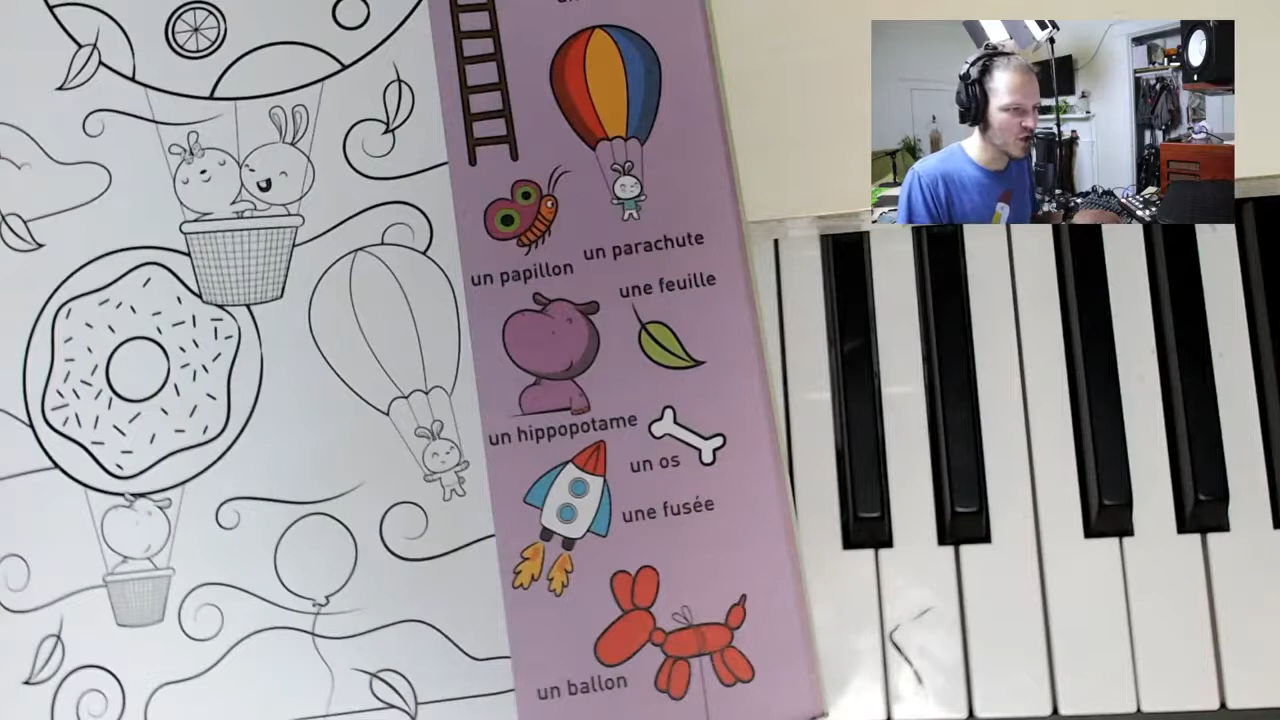 un papillon
un parachute
une feuille
un hippopotame
un os
une fusée
un ballon